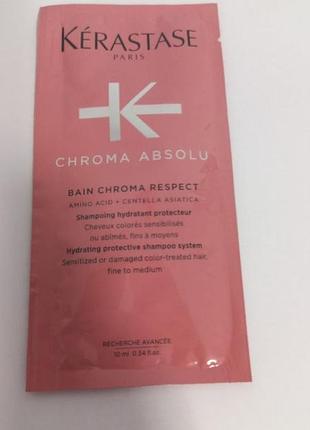 KÉRASTASE
PARIS
CHROMA ABSOLU
BAIN CHROMA RESPECT
AMINO ACID + CENTELLA ASIATICA
Shampoing hydratant protecteur
Cheveux colorés sensibilisés
ou abîmés, fins à moyens
Hydrating protective shampoo system
Sensitized or damaged color-treated hair,
fine to medium
RECHERCHE AVANCÉE
10 ml. 0.34 fl.oz.